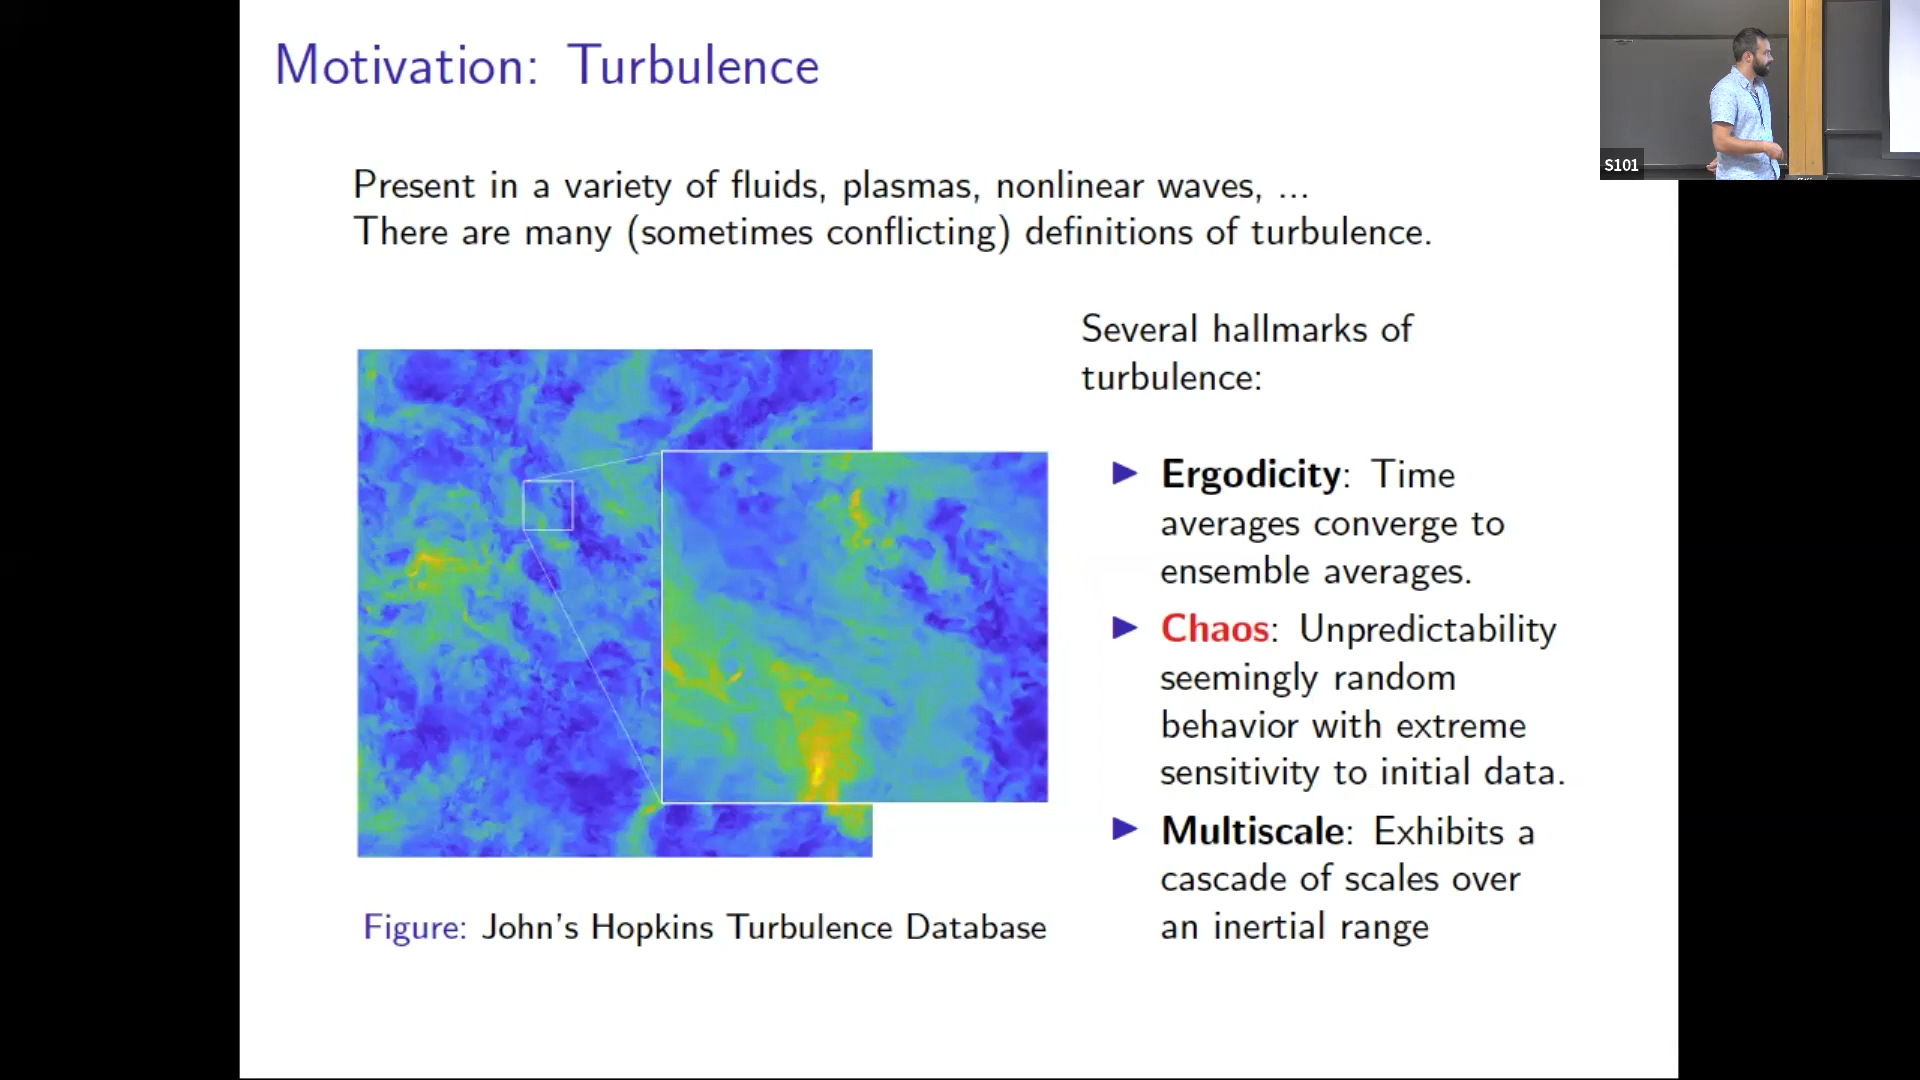 Motivation: Turbulence
Present in a variety of fluids, plasmas, nonlinear waves, ...
There are many (sometimes conflicting) definitions of turbulence.
Several hallmarks of
turbulence:
Ergodicity: Time
averages converge to
ensemble averages.
Chaos: Unpredictability
seemingly random
behavior with extreme
sensitivity to initial data.
Multiscale: Exhibits a
cascade of scales over
an inertial range
Figure: John's Hopkins Turbulence Database
S101